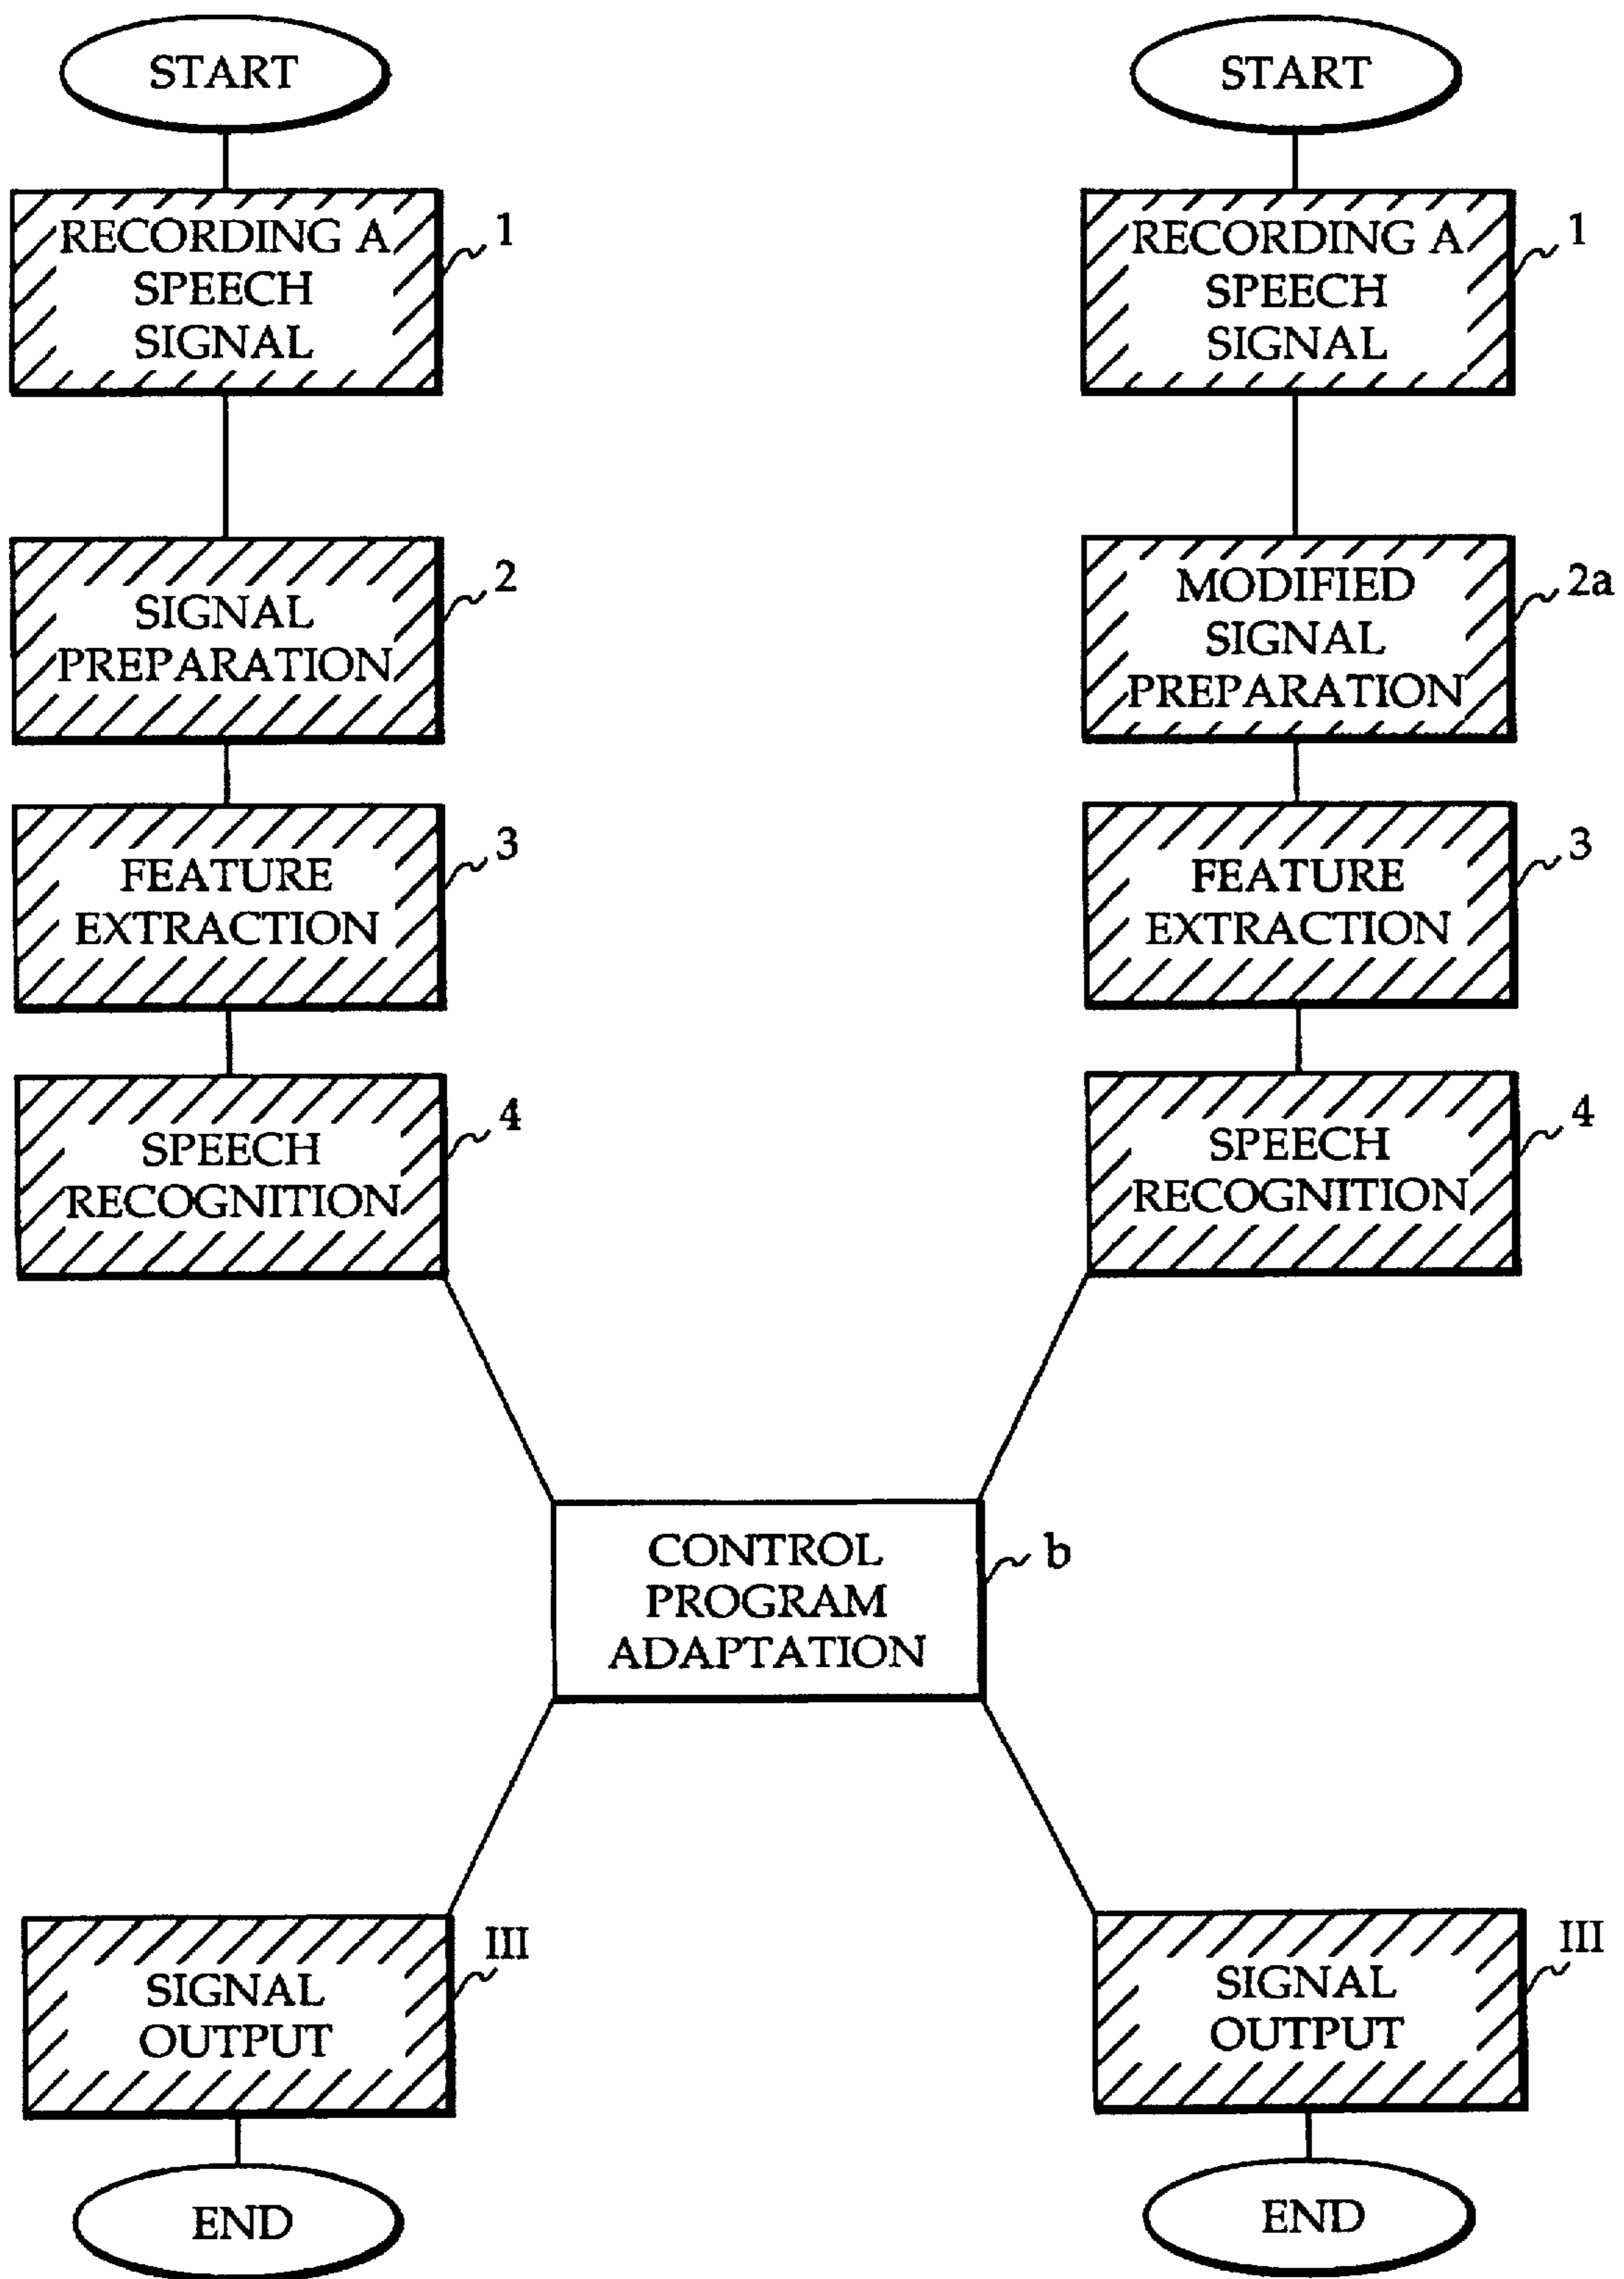 START
RECORDING A
SPEECH
SIGNAL
1
SIGNAL
PREPARATION
2
FEATURE
EXTRACTION
3
SPEECH
RECOGNITION
4
START
RECORDING A
SPEECH
SIGNAL
1
MODIFIED
SIGNAL
PREPARATION
2a
FEATURE
EXTRACTION
3
SPEECH
RECOGNITION
4
CONTROL
PROGRAM
ADAPTATION
b
SIGNAL
OUTPUT
III
END
SIGNAL
OUTPUT
III
END